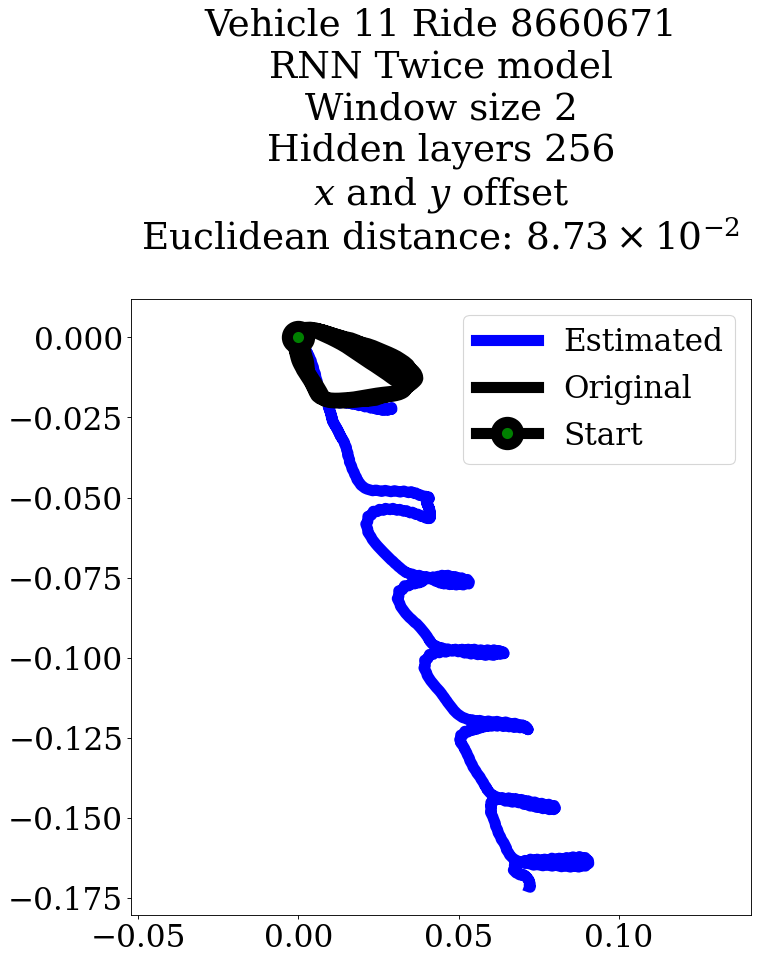 Vehicle 11 Ride 8660671
RNN Twice model
Window size 2
Hidden layers 256
x and y offset
Euclidean distance: 8.73 × 10⁻²
Estimated
Original
Start
0.000
−0.025
−0.050
−0.075
−0.100
−0.125
−0.150
−0.175
−0.05 0.00 0.05 0.10